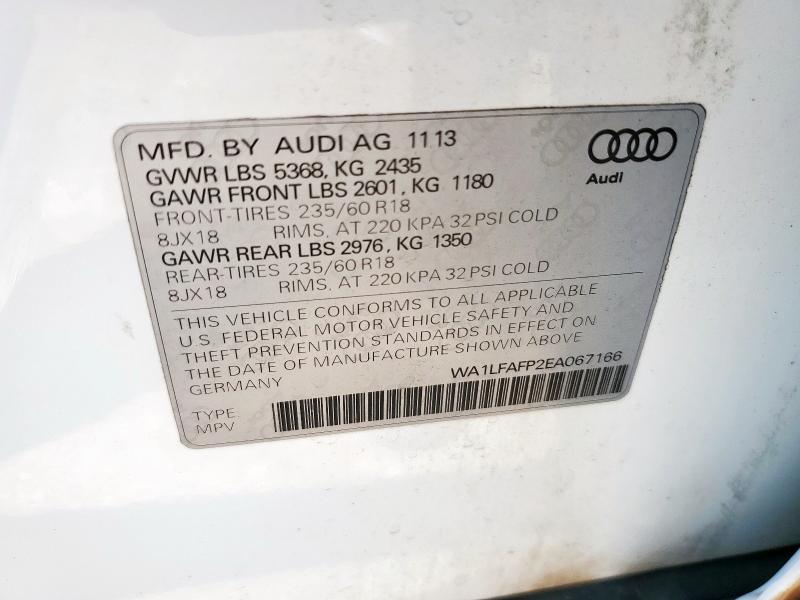 MFD. BY AUDI AG 11 13
GVWR LBS 5368, KG 2435
GAWR FRONT LBS 2601, KG 1180
FRONT-TIRES 235/60 R18
8JX18 RIMS, AT 220 KPA 32 PSI COLD
GAWR REAR LBS 2976, KG 1350
REAR-TIRES 235/60 R18
8JX18 RIMS, AT 220 KPA 32 PSI COLD
Audi
THIS VEHICLE CONFORMS TO ALL APPLICABLE
U.S. FEDERAL MOTOR VEHICLE SAFETY AND
THEFT PREVENTION STANDARDS IN EFFECT ON
THE DATE OF MANUFACTURE SHOWN ABOVE
GERMANY WA1LFAFP2EA067166
TYPE:
MPV